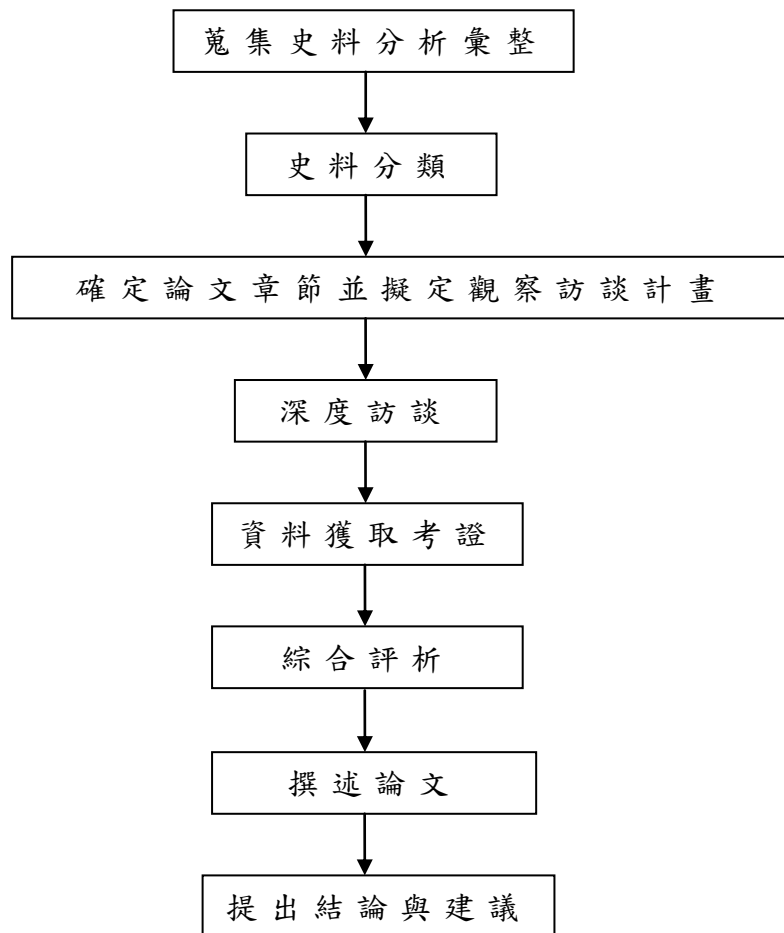 蒐集史料分析彙整
史料分類
確定論文章節並擬定觀察訪談計畫
深度訪談
資料獲取考證
綜合評析
撰述論文
提出結論與建議